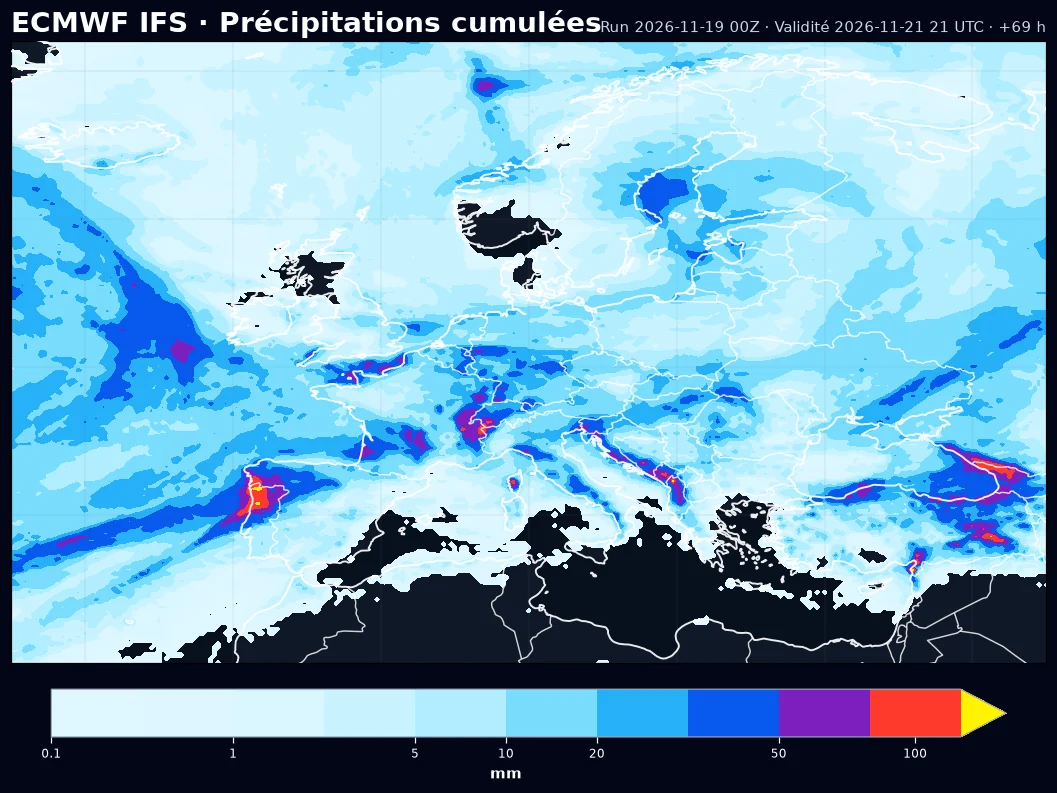 ECMWF IFS · Précipitations cumulées
Run 2026-11-19 00Z · Validité 2026-11-21 21 UTC · +69 h
0.1 1 5 10 20 50 100
mm